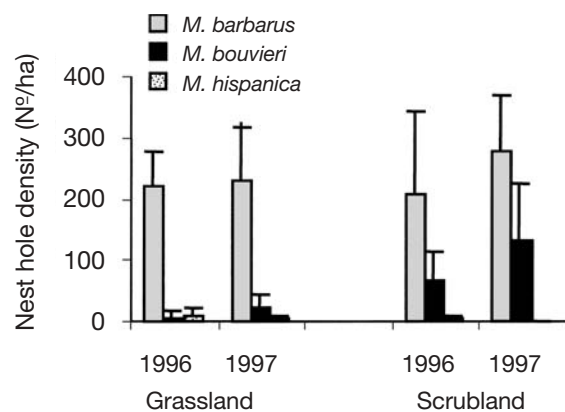 M. barbarus
M. bouvieri
M. hispanica
Nest hole density (Nº/ha)
400
300
200
100
0
1996 1997 1996 1997
Grassland Scrubland